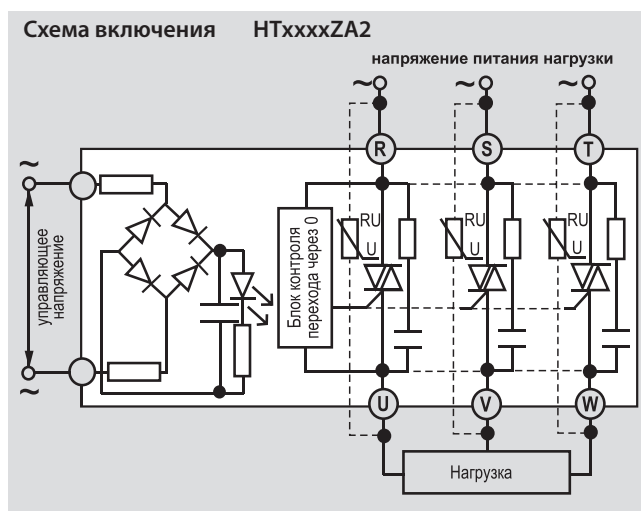 Схема включения HTxxxxZA2
напряжение питания нагрузки
~ ~ ~
R S T
~
управляющее
напряжение
~
Блок контроля
перехода через 0
RU
U
RU
U
RU
U
U V W
Нагрузка